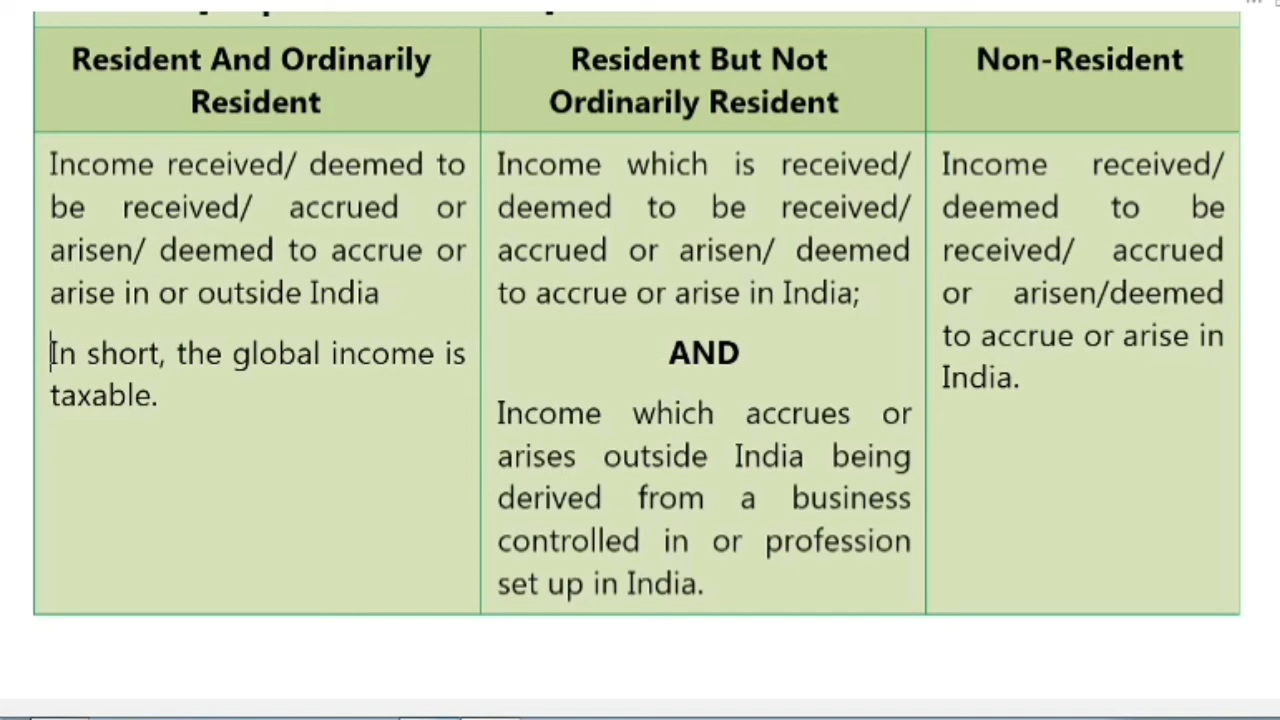 Resident And Ordinarily
Resident
Income received/ deemed to
be received/ accrued or
arisen/ deemed to accrue or
arise in or outside India
In short, the global income is
taxable.
Resident But Not
Ordinarily Resident
Income which is received/
deemed to be received/
accrued or arisen/ deemed
to accrue or arise in India;
AND
Income which accrues or
arises outside India being
derived from a business
controlled in or profession
set up in India.
Non-Resident
Income received/
deemed to be
received/ accrued
or arisen/deemed
to accrue or arise in
India.